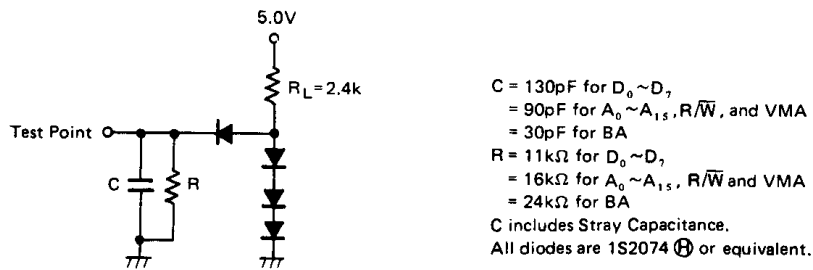 5.0V
R_L=2.4k
Test Point
C
R
C = 130pF for D₀~D₇
= 90pF for A₀~A₁₅, R/W̅, and VMA
= 30pF for BA
R = 11kΩ for D₀~D₇
= 16kΩ for A₀~A₁₅, R/W̅ and VMA
= 24kΩ for BA
C includes Stray Capacitance.
All diodes are 1S2074 Ⓗ or equivalent.